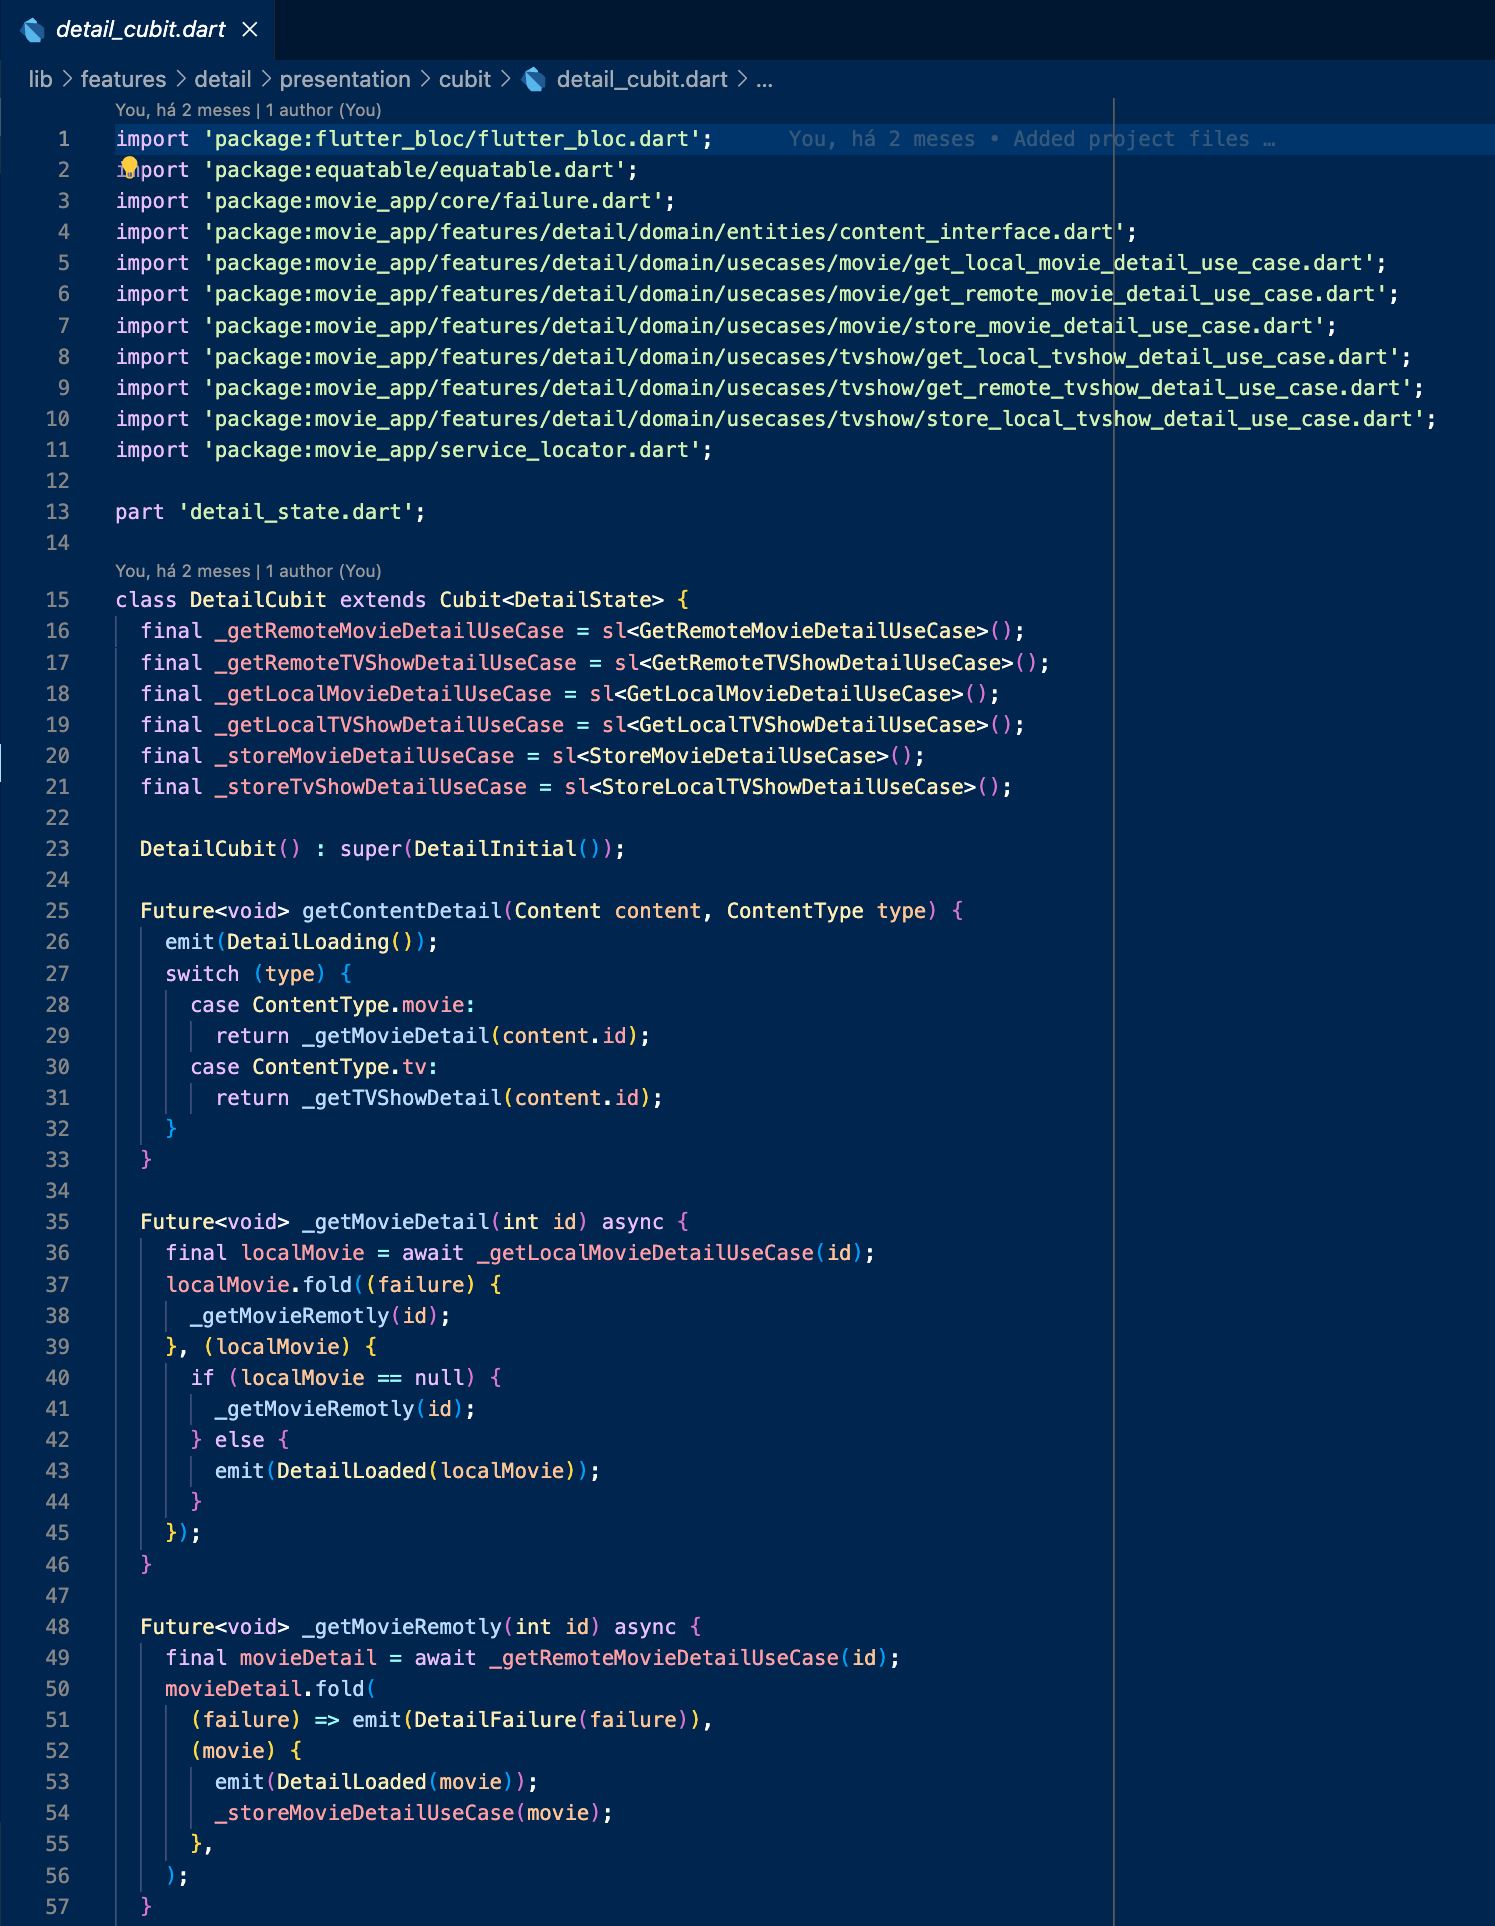 detail_cubit.dart
lib > features > detail > presentation > cubit > detail_cubit.dart > ...
You, há 2 meses | 1 author (You)
1 import 'package:flutter_bloc/flutter_bloc.dart'; You, há 2 meses • Added project files …
2 import 'package:equatable/equatable.dart';
3 import 'package:movie_app/core/failure.dart';
4 import 'package:movie_app/features/detail/domain/entities/content_interface.dart';
5 import 'package:movie_app/features/detail/domain/usecases/movie/get_local_movie_detail_use_case.dart';
6 import 'package:movie_app/features/detail/domain/usecases/movie/get_remote_movie_detail_use_case.dart';
7 import 'package:movie_app/features/detail/domain/usecases/movie/store_movie_detail_use_case.dart';
8 import 'package:movie_app/features/detail/domain/usecases/tvshow/get_local_tvshow_detail_use_case.dart';
9 import 'package:movie_app/features/detail/domain/usecases/tvshow/get_remote_tvshow_detail_use_case.dart';
10 import 'package:movie_app/features/detail/domain/usecases/tvshow/store_local_tvshow_detail_use_case.dart';
11 import 'package:movie_app/service_locator.dart';
12
13 part 'detail_state.dart';
14
You, há 2 meses | 1 author (You)
15 class DetailCubit extends Cubit<DetailState> {
16   final _getRemoteMovieDetailUseCase = sl<GetRemoteMovieDetailUseCase>();
17   final _getRemoteTVShowDetailUseCase = sl<GetRemoteTVShowDetailUseCase>();
18   final _getLocalMovieDetailUseCase = sl<GetLocalMovieDetailUseCase>();
19   final _getLocalTVShowDetailUseCase = sl<GetLocalTVShowDetailUseCase>();
20   final _storeMovieDetailUseCase = sl<StoreMovieDetailUseCase>();
21   final _storeTvShowDetailUseCase = sl<StoreLocalTVShowDetailUseCase>();
22
23   DetailCubit() : super(DetailInitial());
24
25   Future<void> getContentDetail(Content content, ContentType type) {
26     emit(DetailLoading());
27     switch (type) {
28       case ContentType.movie:
29         return _getMovieDetail(content.id);
30       case ContentType.tv:
31         return _getTVShowDetail(content.id);
32     }
33   }
34
35   Future<void> _getMovieDetail(int id) async {
36     final localMovie = await _getLocalMovieDetailUseCase(id);
37     localMovie.fold((failure) {
38       _getMovieRemotly(id);
39     }, (localMovie) {
40       if (localMovie == null) {
41         _getMovieRemotly(id);
42       } else {
43         emit(DetailLoaded(localMovie));
44       }
45     });
46   }
47
48   Future<void> _getMovieRemotly(int id) async {
49     final movieDetail = await _getRemoteMovieDetailUseCase(id);
50     movieDetail.fold(
51       (failure) => emit(DetailFailure(failure)),
52       (movie) {
53         emit(DetailLoaded(movie));
54         _storeMovieDetailUseCase(movie);
55       },
56     );
57   }